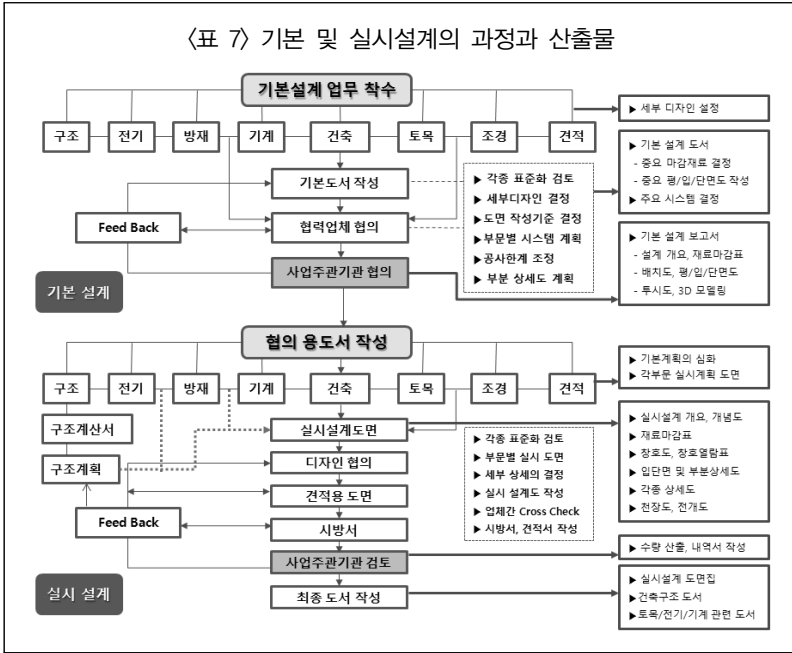 〈표 7〉 기본 및 실시설계의 과정과 산출물
기본설계 업무 착수
▶ 세부 디자인 설정
구조
전기
방재
기계
건축
토목
조경
견적
기본도서 작성
Feed Back
협력업체 협의
사업주관기관 협의
기본 설계
▶ 각종 표준화 검토
▶ 세부디자인 결정
▶ 도면 작성기준 결정
▶ 부문별 시스템 계획
▶ 공사한계 조정
▶ 부분 상세도 계획
▶ 기본 설계 도서
- 중요 마감재료 결정
- 중요 평/입/단면도 작성
▶ 주요 시스템 결정
▶ 기본 설계 보고서
- 설계 개요, 재료마감표
- 배치도, 평/입/단면도
- 투시도, 3D 모델링
협의 용도서 작성
▶ 기본계획의 심화
▶ 각부문 실시계획 도면
구조
전기
방재
기계
건축
토목
조경
견적
구조계산서
구조계획
Feed Back
실시설계도면
디자인 협의
견적용 도면
시방서
사업주관기관 검토
최종 도서 작성
실시 설계
▶ 각종 표준화 검토
▶ 부문별 실시 도면
▶ 세부 상세의 결정
▶ 실시 설계도 작성
▶ 업체간 Cross Check
▶ 시방서, 견적서 작성
▶ 실시설계 개요, 개념도
▶ 재료마감표
▶ 창호도, 창호열람표
▶ 입단면 및 부분상세도
▶ 각종 상세도
▶ 천장도, 전개도
▶ 수량 산출, 내역서 작성
▶ 실시설계 도면집
▶건축구조 도서
▶토목/전기/기계 관련 도서